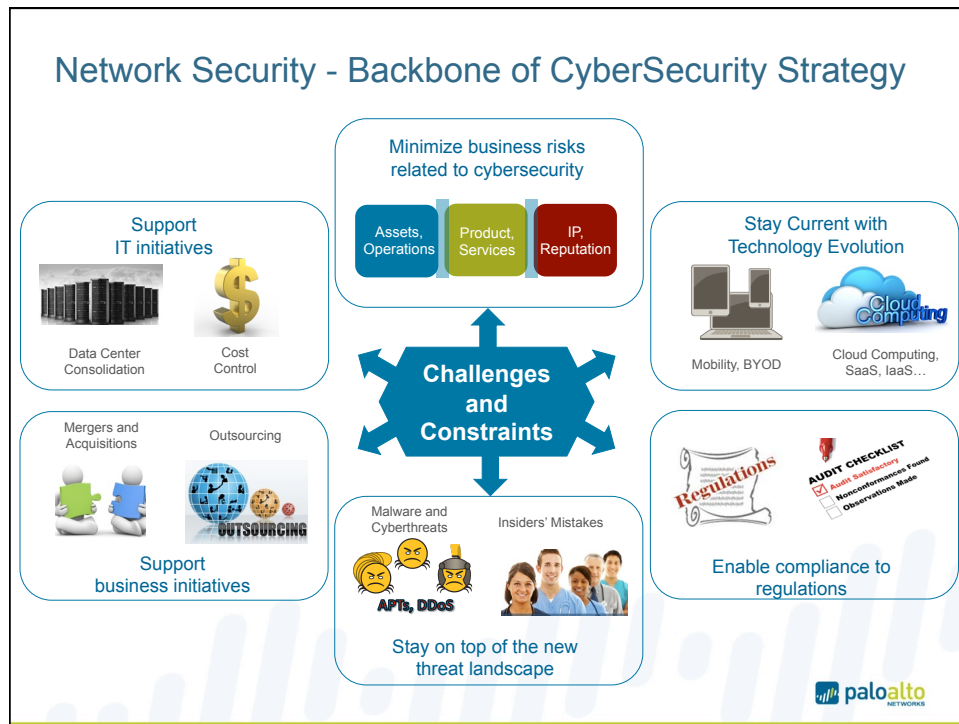 Network Security - Backbone of CyberSecurity Strategy
Minimize business risks
related to cybersecurity
Assets,
Operations
Product,
Services
IP,
Reputation
Support
IT initiatives
Data Center
Consolidation
Cost
Control
Stay Current with
Technology Evolution
Mobility, BYOD
Cloud
Computing
Cloud Computing,
SaaS, IaaS…
Challenges
and
Constraints
Mergers and
Acquisitions
Outsourcing
OUTSOURCING
Support
business initiatives
Malware and
Cyberthreats
APTs, DDoS
Insiders' Mistakes
Stay on top of the new
threat landscape
Regulations
AUDIT CHECKLIST
Audit Satisfactory
Nonconformances Found
Observations Made
Enable compliance to
regulations
paloalto
NETWORKS